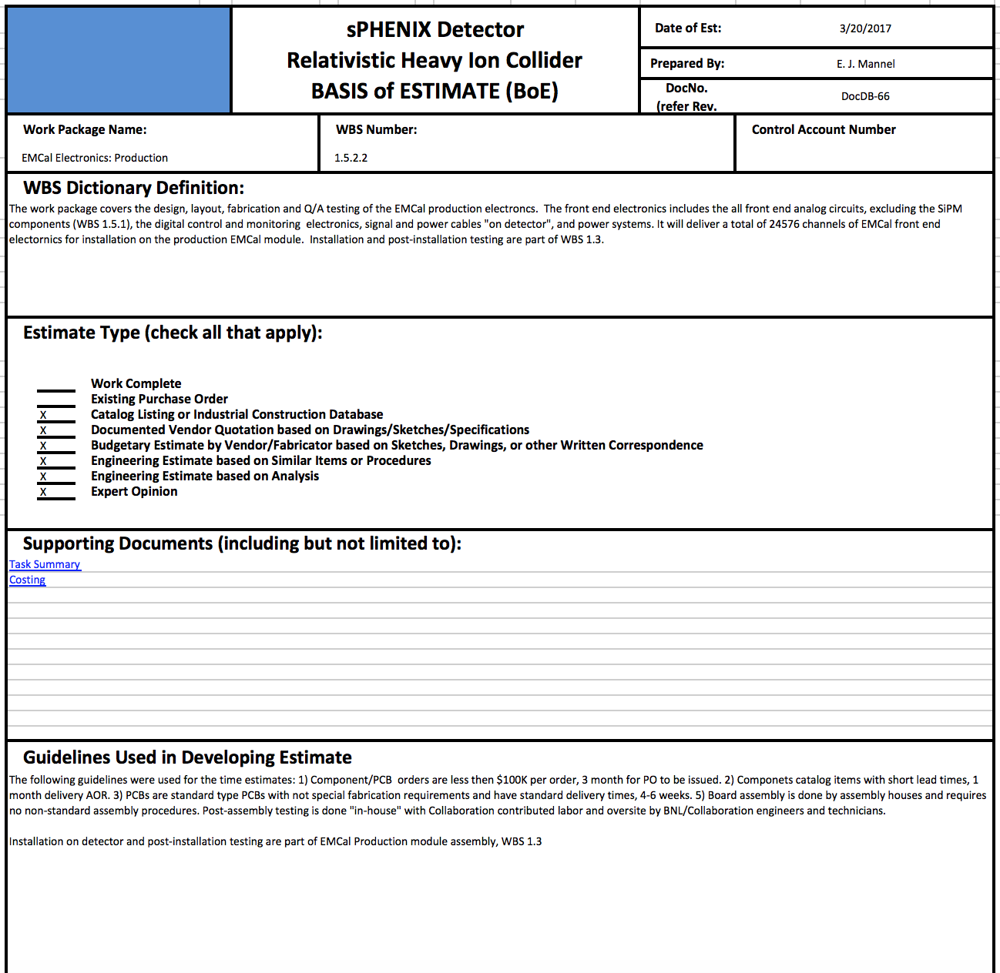 sPHENIX Detector
Relativistic Heavy Ion Collider
BASIS of ESTIMATE (BoE)
Date of Est:
3/20/2017
Prepared By:
E. J. Mannel
DocNo.
(refer Rev.
DocDB-66
Work Package Name:
EMCal Electronics: Production
WBS Number:
1.5.2.2
Control Account Number
WBS Dictionary Definition:
The work package covers the design, layout, fabrication and Q/A testing of the EMCal production electroncs.  The front end electronics includes the all front end analog circuits, excluding the SiPM
components (WBS 1.5.1), the digital control and monitoring  electronics, signal and power cables "on detector", and power systems. It will deliver a total of 24576 channels of EMCal front end
electornics for installation on the production EMCal module.  Installation and post-installation testing are part of WBS 1.3.
Estimate Type (check all that apply):
Work Complete
Existing Purchase Order
X Catalog Listing or Industrial Construction Database
X Documented Vendor Quotation based on Drawings/Sketches/Specifications
X Budgetary Estimate by Vendor/Fabricator based on Sketches, Drawings, or other Written Correspondence
X Engineering Estimate based on Similar Items or Procedures
X Engineering Estimate based on Analysis
X Expert Opinion
Supporting Documents (including but not limited to):
Task Summary
Costing
Guidelines Used in Developing Estimate
The following guidelines were used for the time estimates: 1) Component/PCB  orders are less then $100K per order, 3 month for PO to be issued. 2) Componets catalog items with short lead times, 1
month delivery AOR. 3) PCBs are standard type PCBs with not special fabrication requirements and have standard delivery times, 4-6 weeks. 5) Board assembly is done by assembly houses and requires
no non-standard assembly procedures. Post-assembly testing is done "in-house" with Collaboration contributed labor and oversite by BNL/Collaboration engineers and technicians.
Installation on detector and post-installation testing are part of EMCal Production module assembly, WBS 1.3